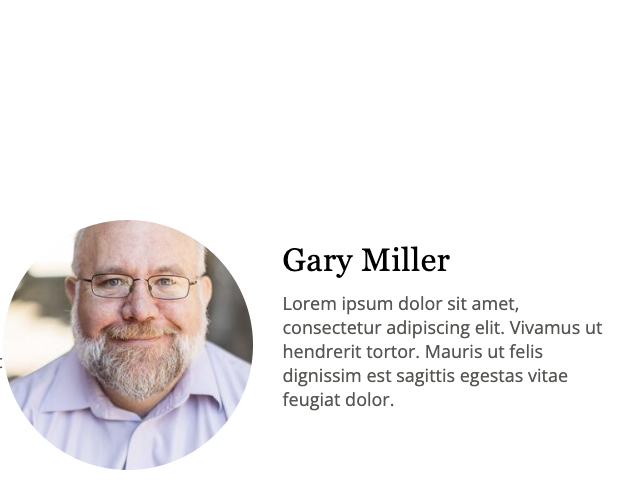 Gary Miller
Lorem ipsum dolor sit amet,
consectetur adipiscing elit. Vivamus ut
hendrerit tortor. Mauris ut felis
dignissim est sagittis egestas vitae
feugiat dolor.